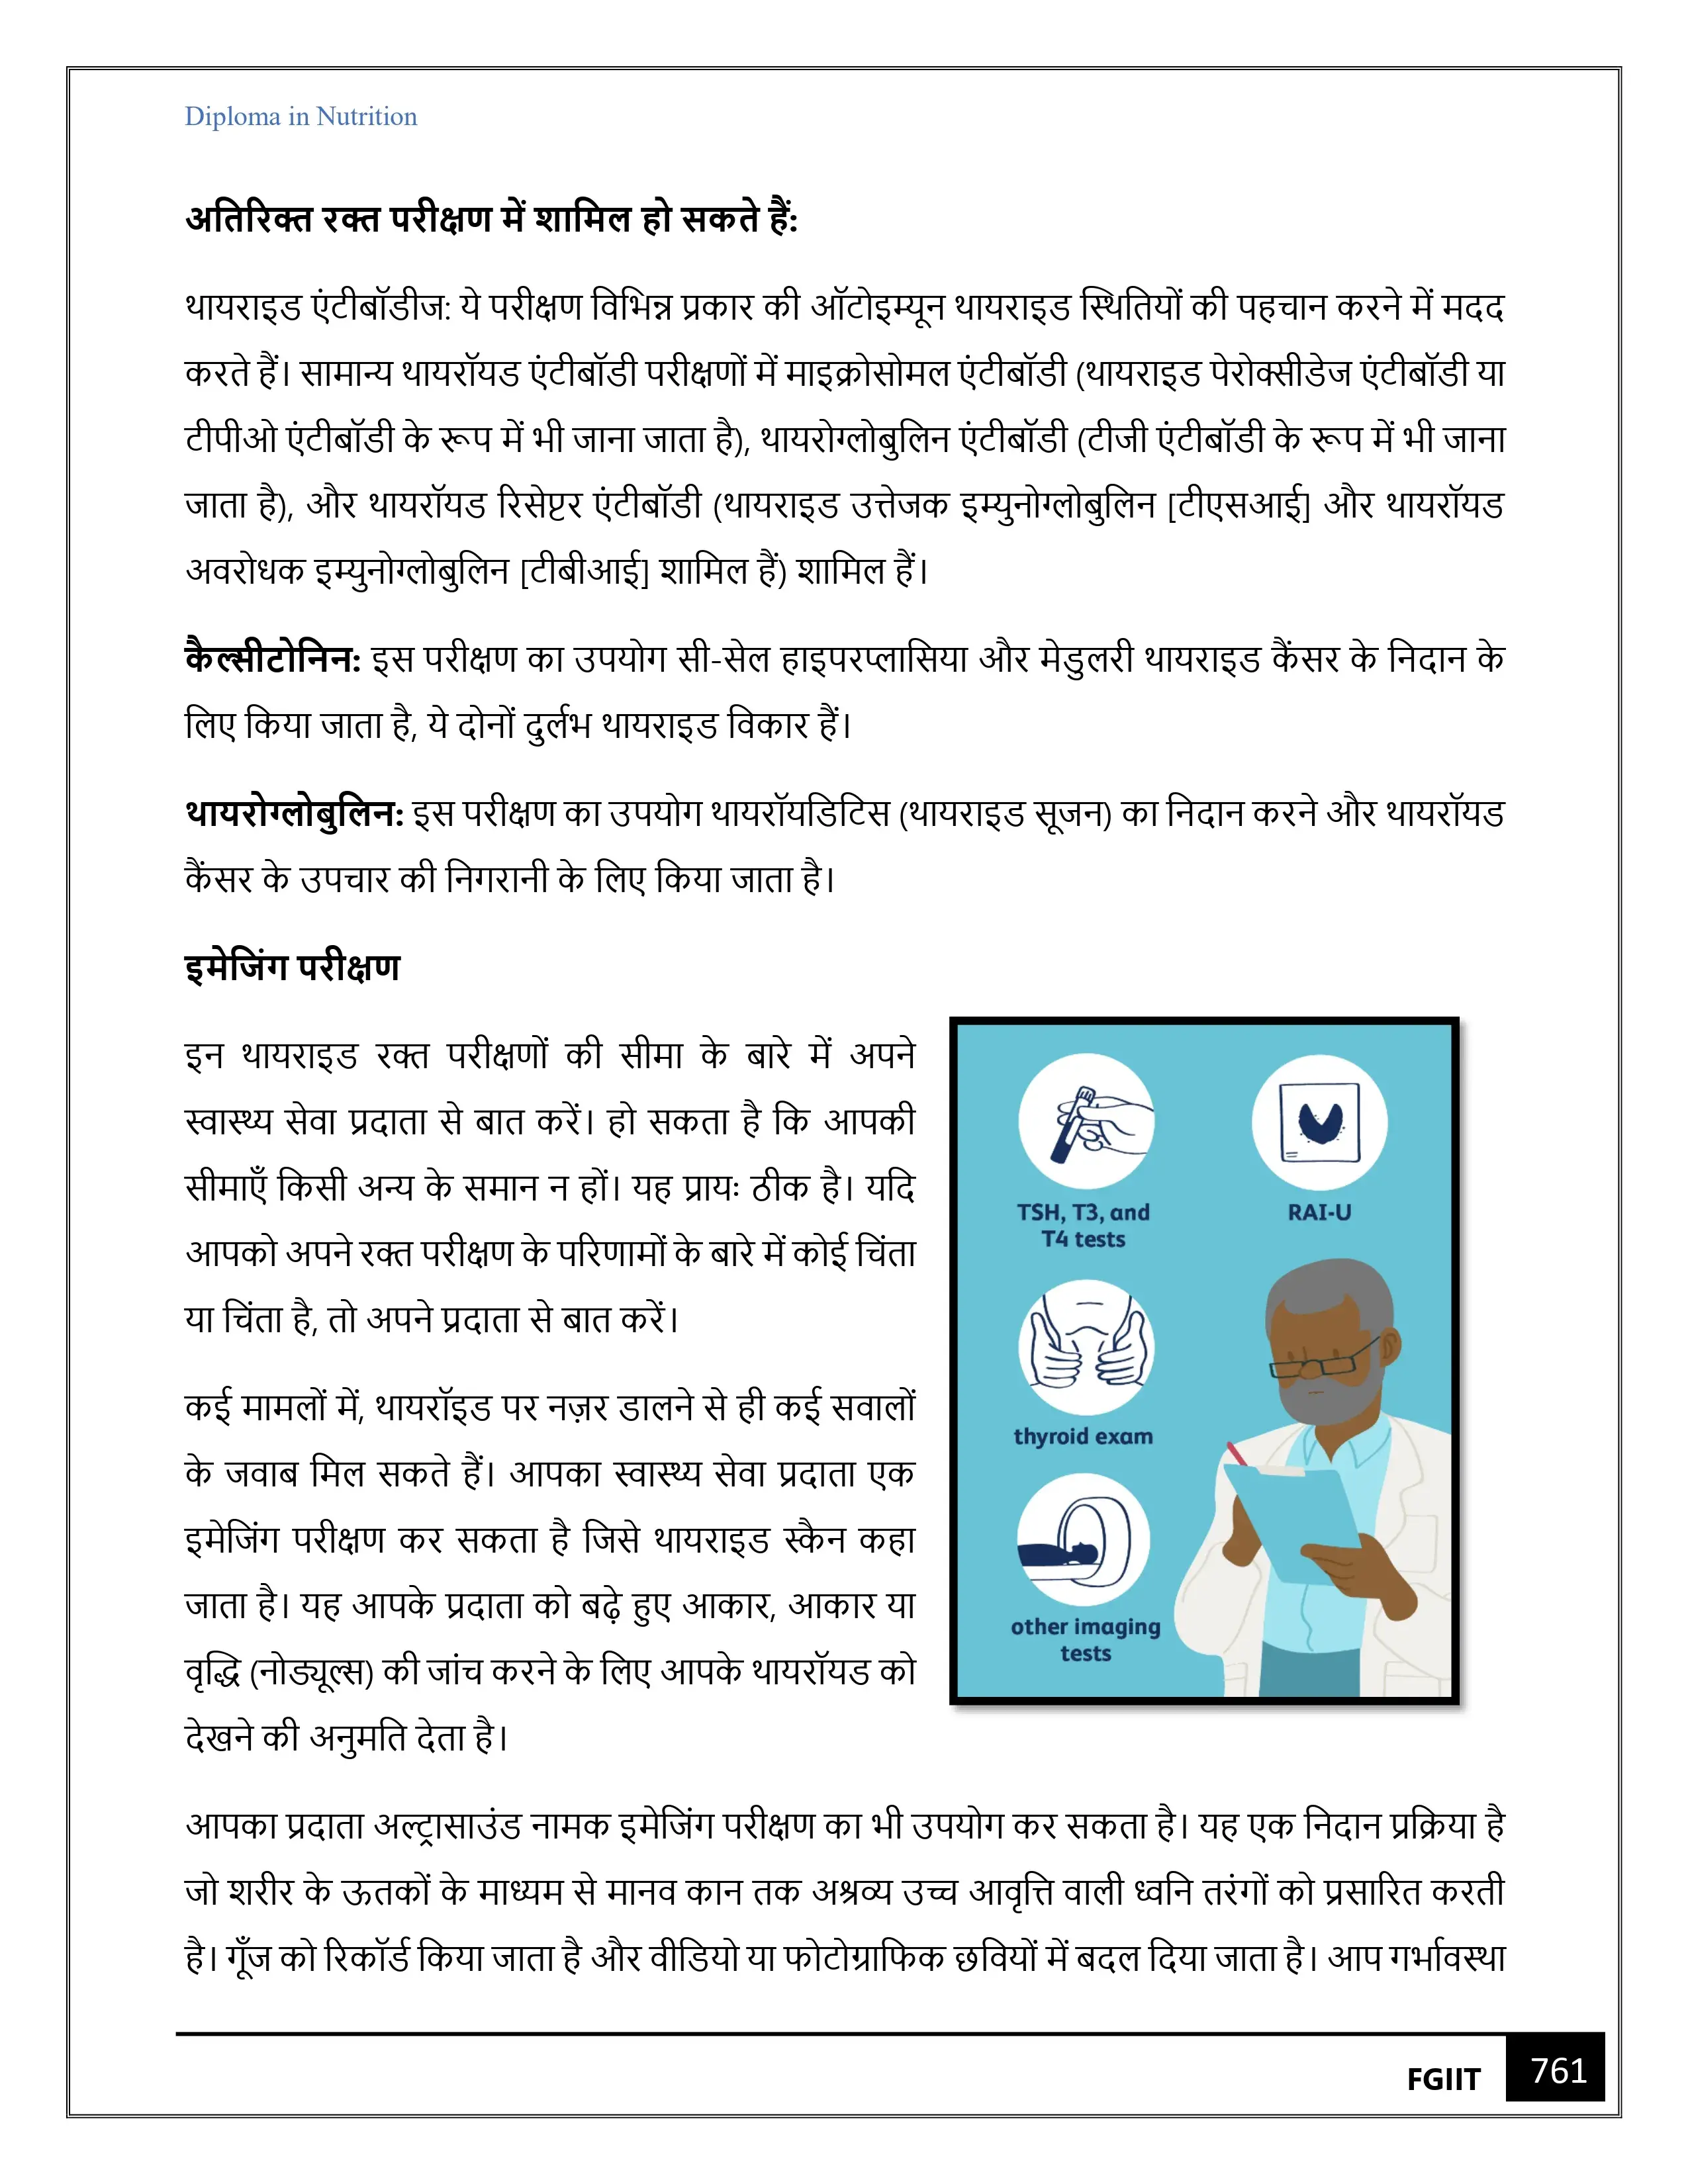 Diploma in Nutrition
अतिरिक्त रक्त परीक्षण में शामिल हो सकते हैं:
थायराइड एंटीबॉडीज: ये परीक्षण विभिन्न प्रकार की ऑटोइम्यून थायराइड स्थितियों की पहचान करने में मदद
करते हैं। सामान्य थायरॉयड एंटीबॉडी परीक्षणों में माइक्रोसोमल एंटीबॉडी (थायराइड पेरोक्सीडेज एंटीबॉडी या
टीपीओ एंटीबॉडी के रूप में भी जाना जाता है), थायरोग्लोबुलिन एंटीबॉडी (टीजी एंटीबॉडी के रूप में भी जाना
जाता है), और थायरॉयड रिसेप्टर एंटीबॉडी (थायराइड उत्तेजक इम्युनोग्लोबुलिन [टीएसआई] और थायरॉयड
अवरोधक इम्युनोग्लोबुलिन [टीबीआई] शामिल हैं) शामिल हैं।
कैल्सीटोनिन: इस परीक्षण का उपयोग सी-सेल हाइपरप्लासिया और मेडुलरी थायराइड कैंसर के निदान के
लिए किया जाता है, ये दोनों दुर्लभ थायराइड विकार हैं।
थायरोग्लोबुलिन: इस परीक्षण का उपयोग थायरॉयडिटिस (थायराइड सूजन) का निदान करने और थायरॉयड
कैंसर के उपचार की निगरानी के लिए किया जाता है।
इमेजिंग परीक्षण
इन थायराइड रक्त परीक्षणों की सीमा के बारे में अपने
स्वास्थ्य सेवा प्रदाता से बात करें। हो सकता है कि आपकी
सीमाएँ किसी अन्य के समान न हों। यह प्रायः ठीक है। यदि
आपको अपने रक्त परीक्षण के परिणामों के बारे में कोई चिंता
या चिंता है, तो अपने प्रदाता से बात करें।
कई मामलों में, थायरॉइड पर नज़र डालने से ही कई सवालों
के जवाब मिल सकते हैं। आपका स्वास्थ्य सेवा प्रदाता एक
इमेजिंग परीक्षण कर सकता है जिसे थायराइड स्कैन कहा
जाता है। यह आपके प्रदाता को बढ़े हुए आकार, आकार या
वृद्धि (नोड्यूल्स) की जांच करने के लिए आपके थायरॉयड को
देखने की अनुमति देता है।
TSH, T3, and
T4 tests
RAI-U
thyroid exam
other imaging
tests
आपका प्रदाता अल्ट्रासाउंड नामक इमेजिंग परीक्षण का भी उपयोग कर सकता है। यह एक निदान प्रक्रिया है
जो शरीर के ऊतकों के माध्यम से मानव कान तक अश्रव्य उच्च आवृत्ति वाली ध्वनि तरंगों को प्रसारित करती
है। गूँज को रिकॉर्ड किया जाता है और वीडियो या फोटोग्राफिक छवियों में बदल दिया जाता है। आप गर्भावस्था
FGIIT 761